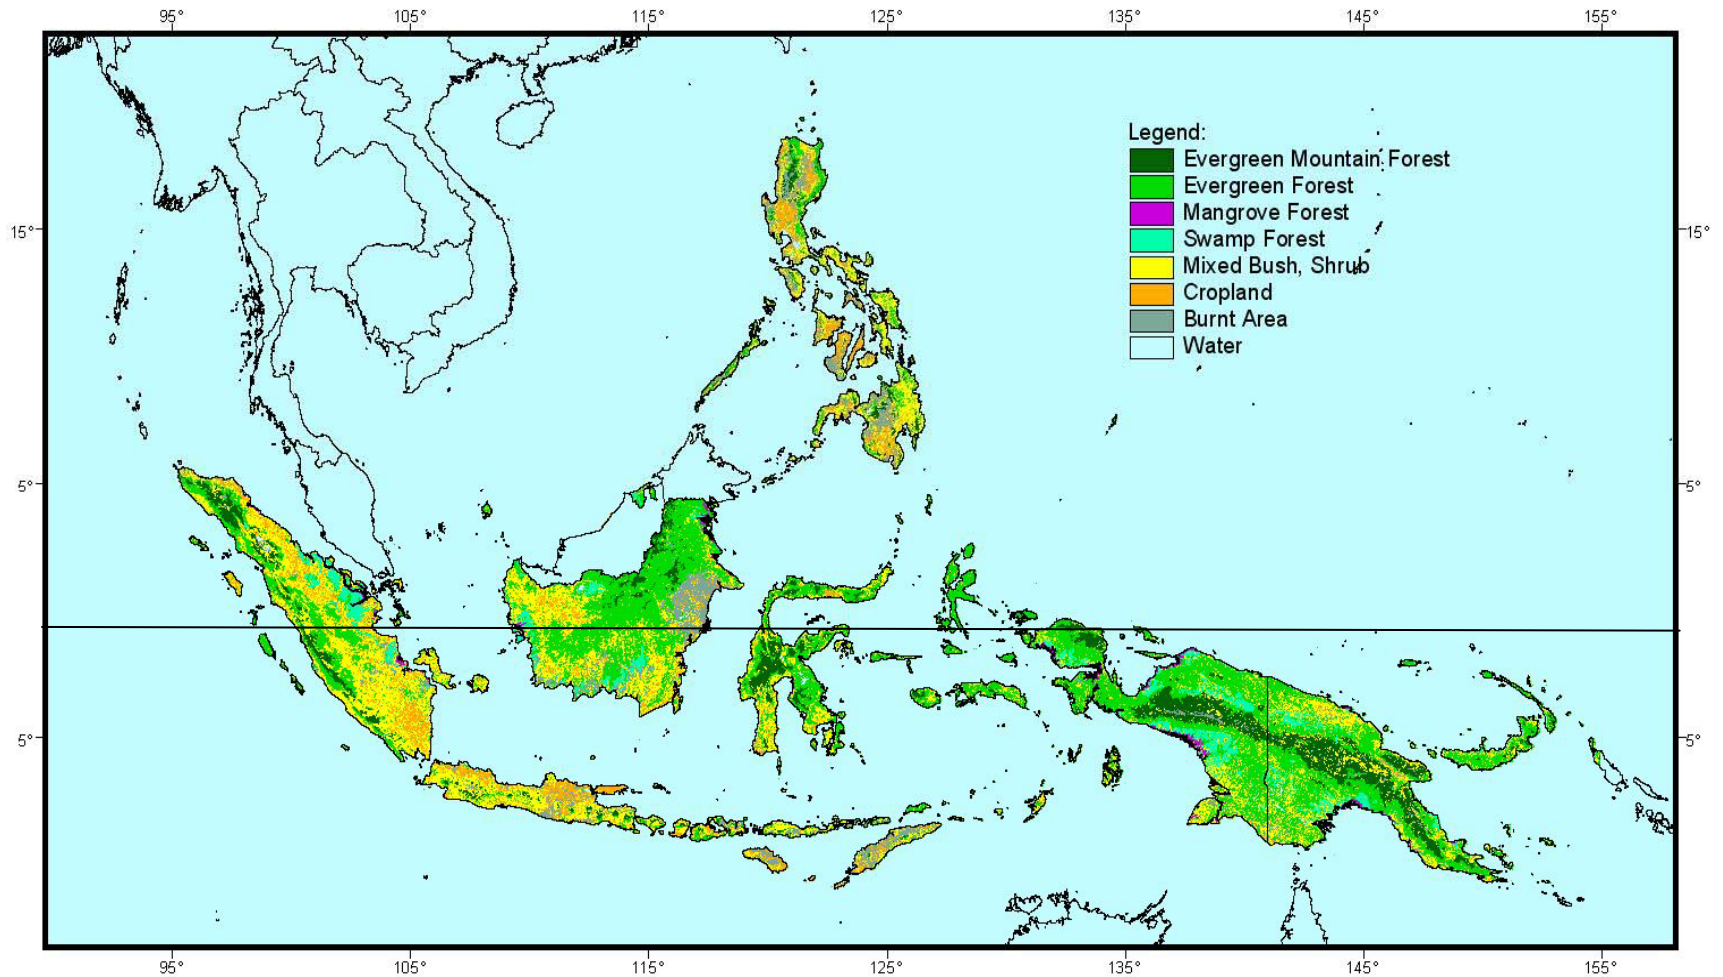 95° 105° 115° 125° 135° 145° 155°
Legend:
Evergreen Mountain Forest
Evergreen Forest
Mangrove Forest
15° Swamp Forest 15°
Mixed Bush, Shrub
Cropland
Burnt Area
Water
5° 5°
5° 5°
95° 105° 115° 125° 135° 145° 155°